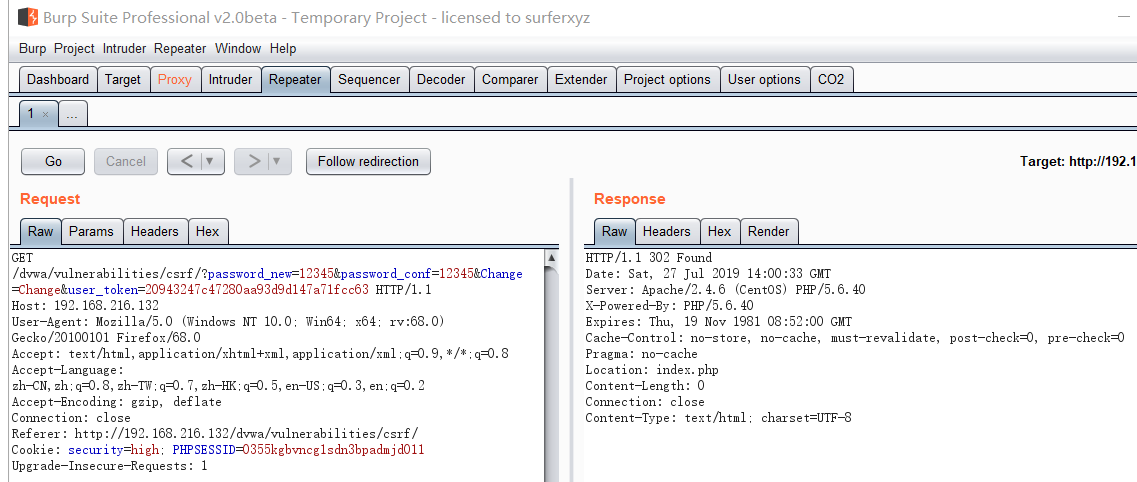 Burp Suite Professional v2.0beta - Temporary Project - licensed to surferxyz
Burp Project Intruder Repeater Window Help
Dashboard Target Proxy Intruder Repeater Sequencer Decoder Comparer Extender Project options User options CO2
1 × ...
Go Cancel < ▼ > ▼ Follow redirection Target: http://192.1
Request
Raw Params Headers Hex
GET
/dvwa/vulnerabilities/csrf/?password_new=12345&password_conf=12345&Change
=Change&user_token=20943247c47280aa93d9d147a71fcc63 HTTP/1.1
Host: 192.168.216.132
User-Agent: Mozilla/5.0 (Windows NT 10.0; Win64; x64; rv:68.0)
Gecko/20100101 Firefox/68.0
Accept: text/html,application/xhtml+xml,application/xml;q=0.9,*/*;q=0.8
Accept-Language:
zh-CN,zh;q=0.8,zh-TW;q=0.7,zh-HK;q=0.5,en-US;q=0.3,en;q=0.2
Accept-Encoding: gzip, deflate
Connection: close
Referer: http://192.168.216.132/dvwa/vulnerabilities/csrf/
Cookie: security=high; PHPSESSID=0355kgbvncg1sdn3bpadmjd011
Upgrade-Insecure-Requests: 1
Response
Raw Headers Hex Render
HTTP/1.1 302 Found
Date: Sat, 27 Jul 2019 14:00:33 GMT
Server: Apache/2.4.6 (CentOS) PHP/5.6.40
X-Powered-By: PHP/5.6.40
Expires: Thu, 19 Nov 1981 08:52:00 GMT
Cache-Control: no-store, no-cache, must-revalidate, post-check=0, pre-check=0
Pragma: no-cache
Location: index.php
Content-Length: 0
Connection: close
Content-Type: text/html; charset=UTF-8